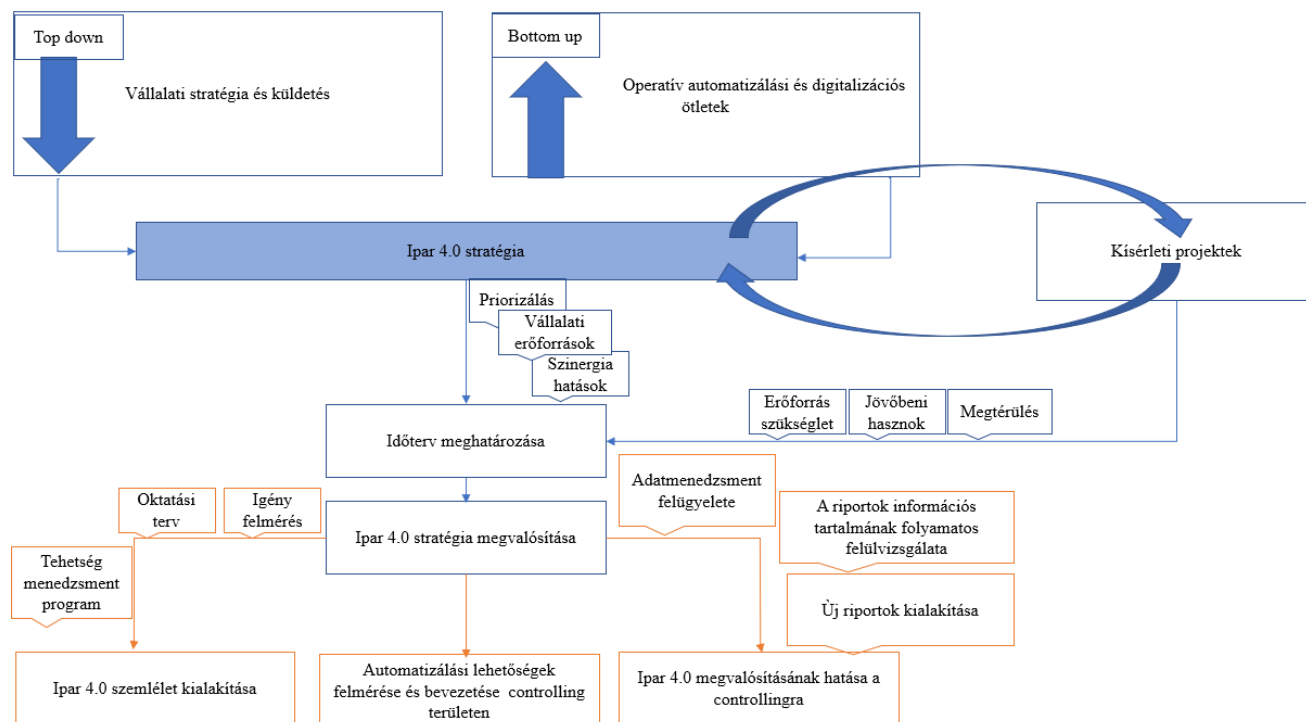 Top down
Vállalati stratégia és küldetés
Bottom up
Operatív automatizálási és digitalizációs
ötletek
Ipar 4.0 stratégia
Kísérleti projektek
Priorizálás
Vállalati
erőforrások
Szinergia
hatások
Erőforrás
szükséglet
Jövőbeni
hasznok
Megtérülés
Időterv meghatározása
Oktatási
terv
Igény
felmérés
Adatmenedzsment
felügyelete
A riportok információs
tartalmának folyamatos
felülvizsgálata
Ipar 4.0 stratégia megvalósítása
Tehetség
menedzsment
program
Ùj riportok kialakítása
Ipar 4.0 szemlélet kialakítása
Automatizálási lehetőségek
felmérése és bevezetése controlling
területen
Ipar 4.0 megvalósításának hatása a
controllingra